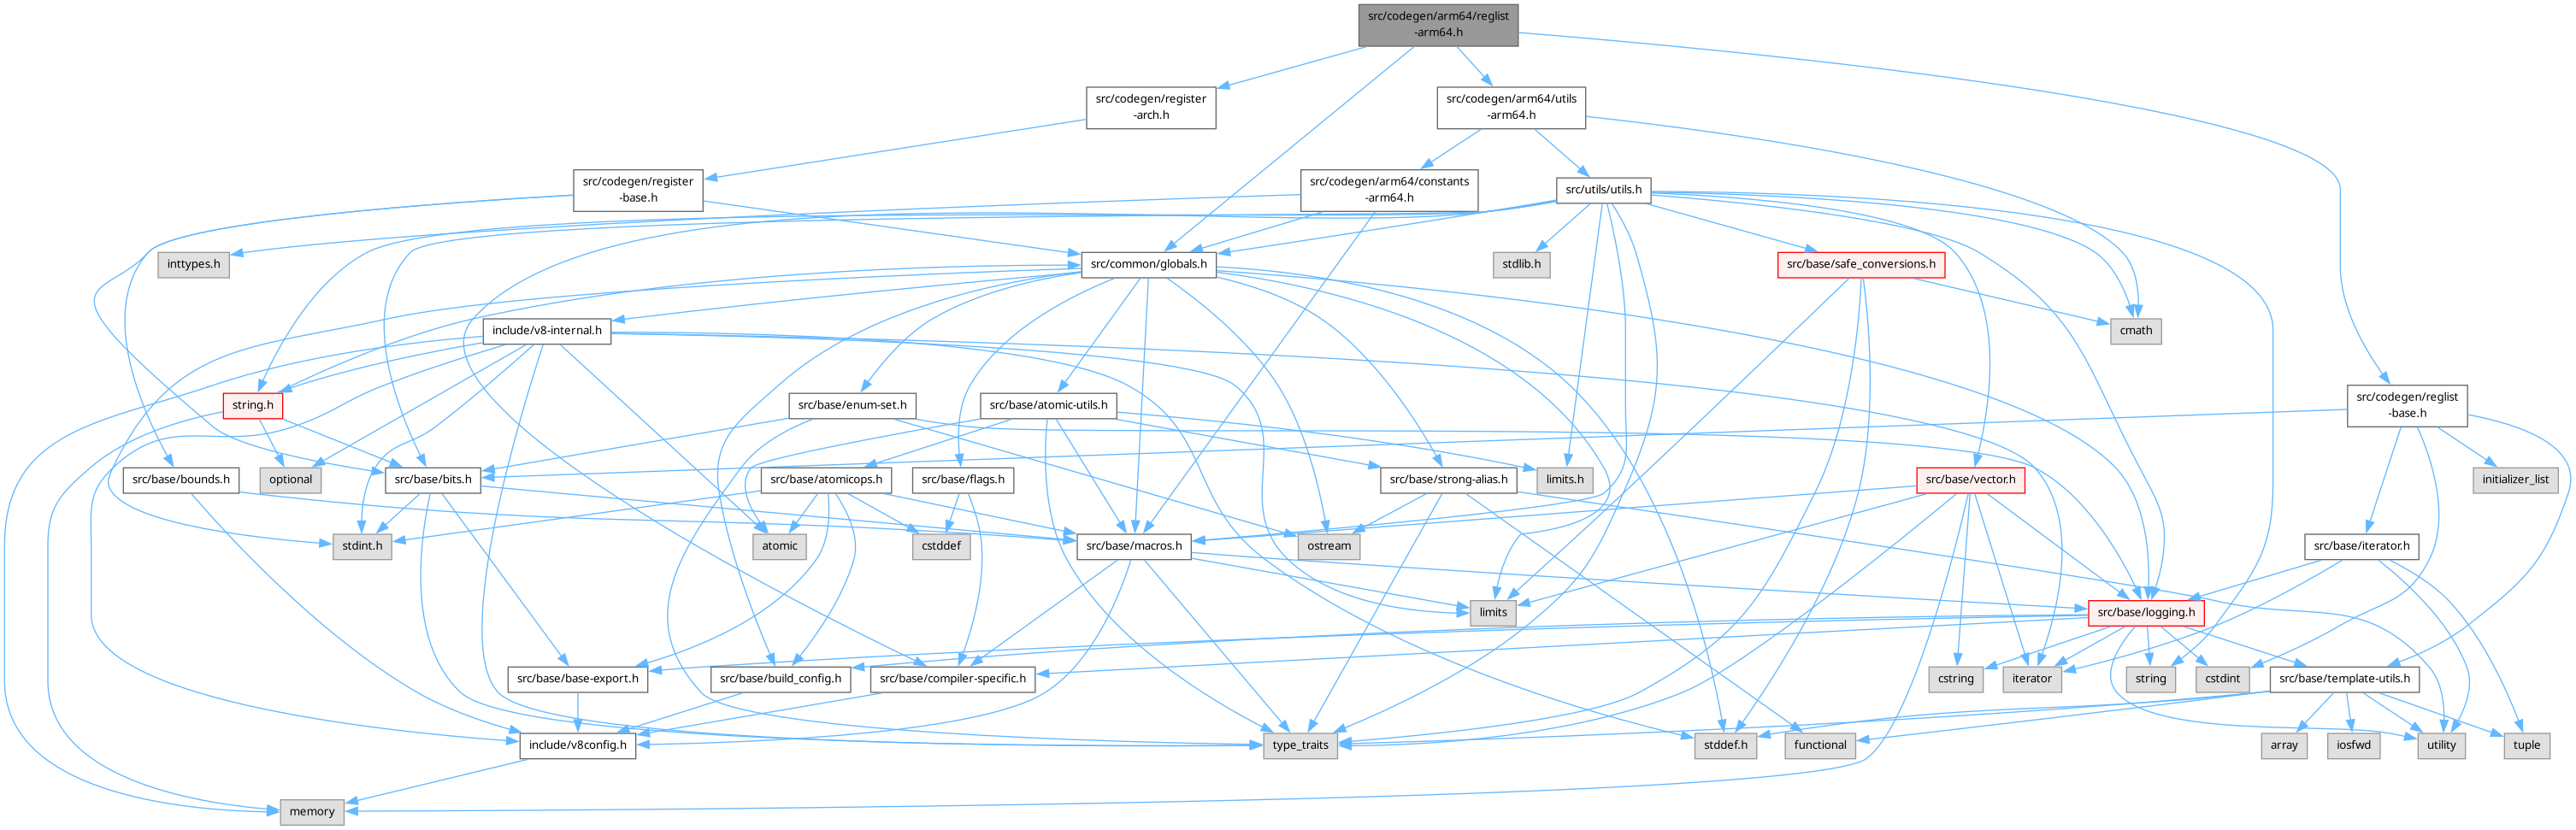 src/codegen/arm64/reglist
-arm64.h
src/codegen/register
-arch.h
src/codegen/arm64/utils
-arm64.h
src/codegen/register
-base.h
src/codegen/arm64/constants
-arm64.h
src/utils/utils.h
inttypes.h
src/common/globals.h
stdlib.h
src/base/safe_conversions.h
include/v8-internal.h
cmath
string.h
src/base/enum-set.h
src/base/atomic-utils.h
src/codegen/reglist
-base.h
src/base/bounds.h
optional
src/base/bits.h
src/base/atomicops.h
src/base/flags.h
src/base/strong-alias.h
limits.h
src/base/vector.h
initializer_list
stdint.h
atomic
cstddef
src/base/macros.h
ostream
src/base/iterator.h
limits
src/base/logging.h
src/base/base-export.h
src/base/build_config.h
src/base/compiler-specific.h
cstring
iterator
string
cstdint
src/base/template-utils.h
include/v8config.h
type_traits
stddef.h
functional
array
iosfwd
utility
tuple
memory